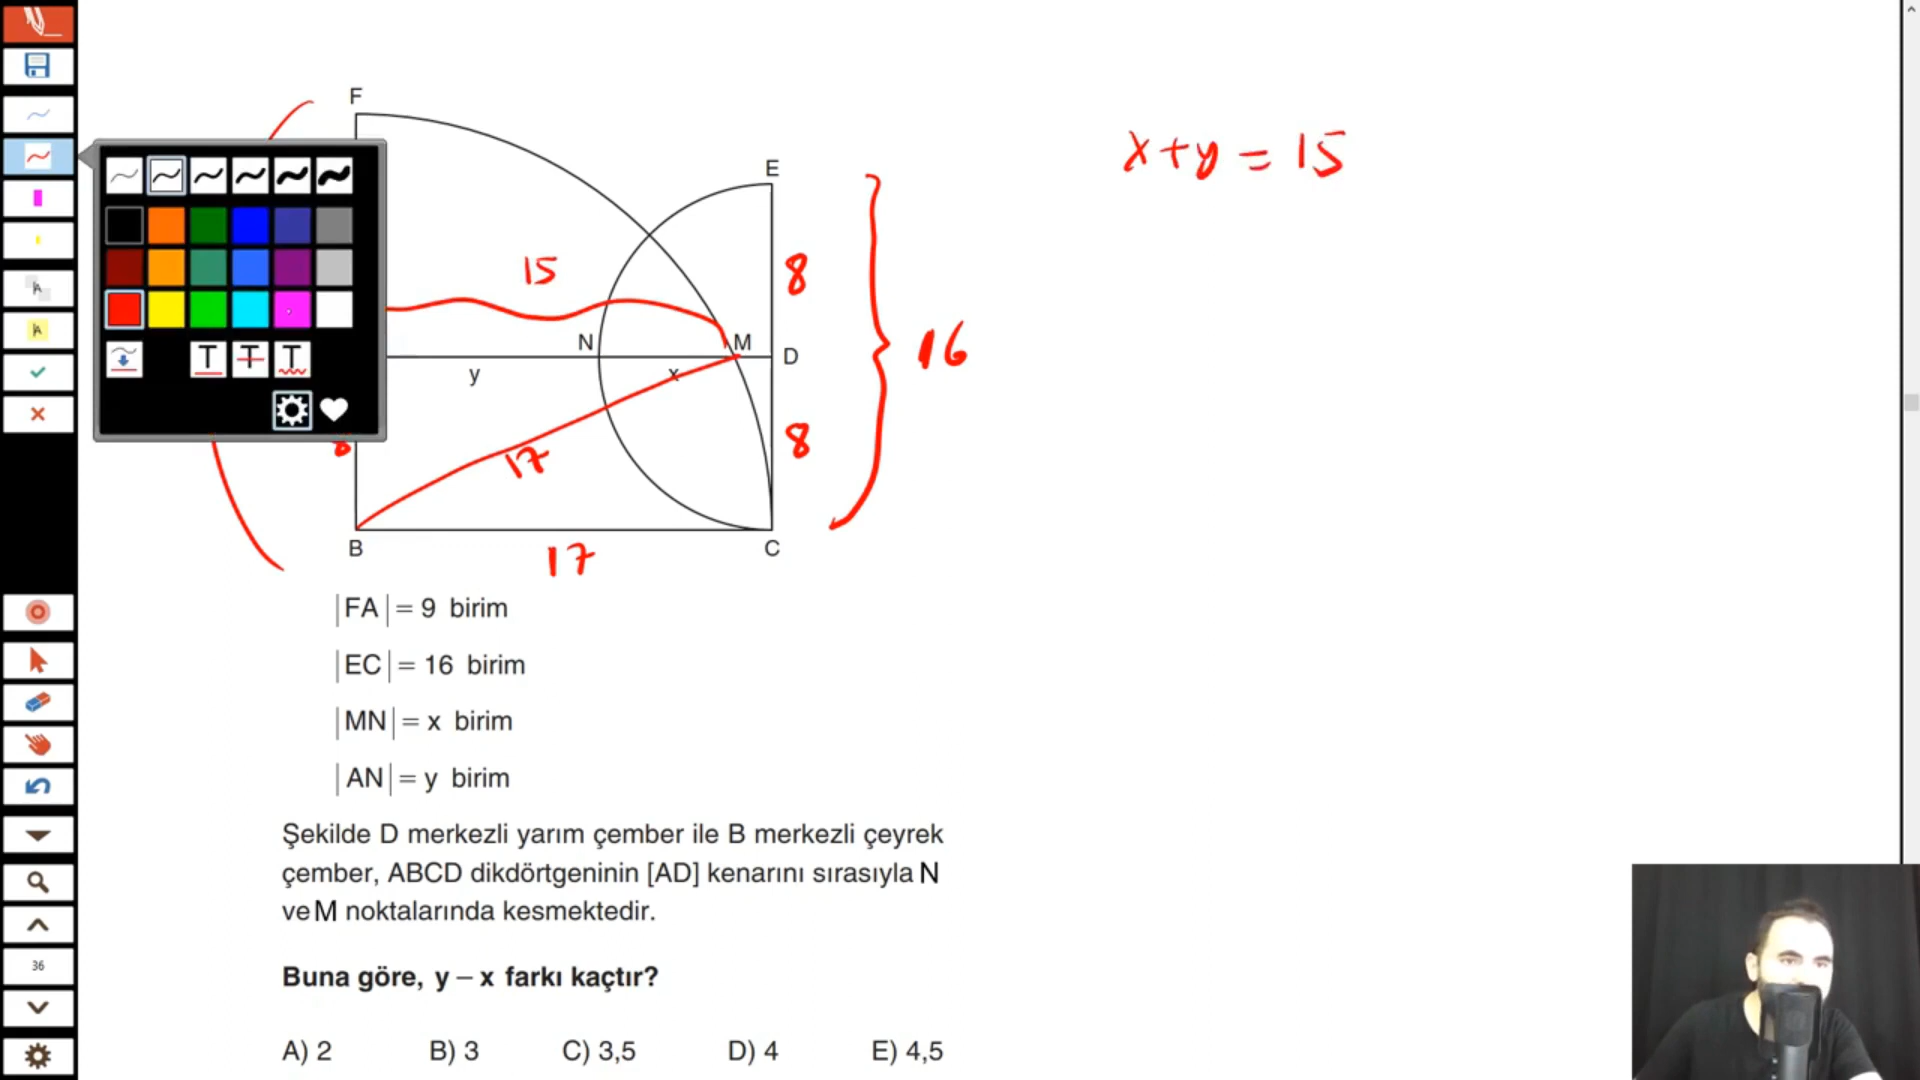 F
E
x+y=15
15
8
N
M
D
16
y
x
8
17
8
B
C
17
|FA| = 9 birim
|EC| = 16 birim
|MN| = x birim
|AN| = y birim
Şekilde D merkezli yarım çember ile B merkezli çeyrek
çember, ABCD dikdörtgeninin [AD] kenarını sırasıyla N
ve M noktalarında kesmektedir.
Buna göre, y – x farkı kaçtır?
A) 2 B) 3 C) 3,5 D) 4 E) 4,5
36
A
A
T T T